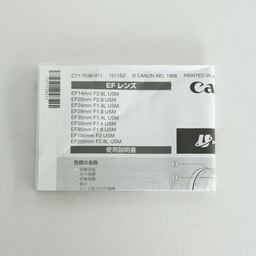 CT1-7538-011 1511SZ © CANON INC. 1998 PRINTED IN
EF レンズ
Ca
EF14mm F2.8L USM
EF20mm F2.8 USM
EF24mm F1.4L USM
EF28mm F1.8 USM
EF35mm F1.4L USM
EF50mm F1.4 USM
EF85mm F1.8 USM
EF100mm F2 USM
EF200mm F2.8L USM
使用説明書
各部の名称